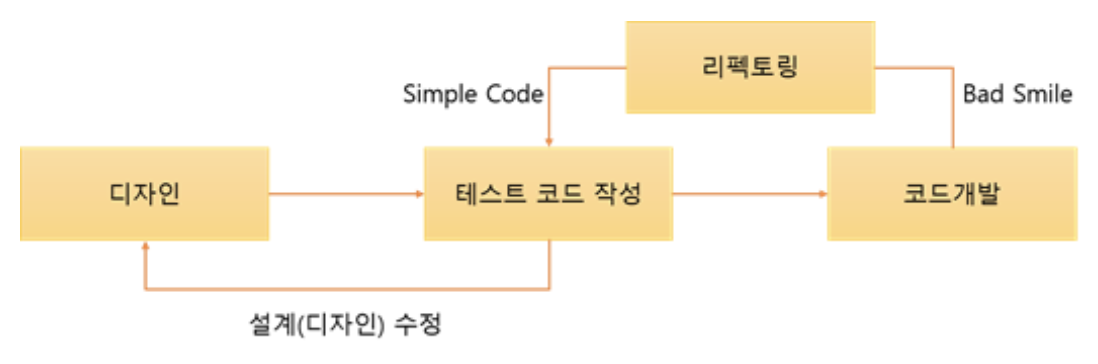 리펙토링
Simple Code
Bad Smile
디자인
테스트 코드 작성
코드개발
설계(디자인) 수정